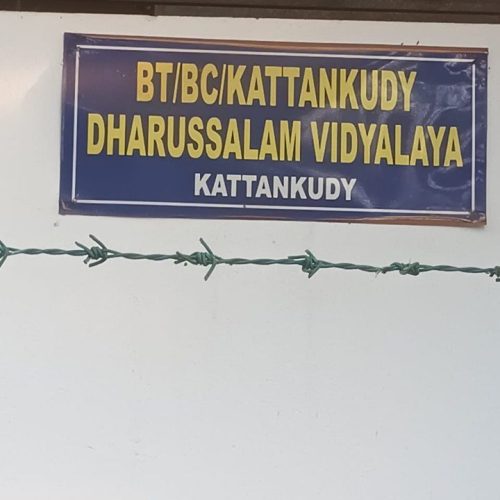 BT/BC/KATTANKUDY
DHARUSSALAM VIDYALAYA
KATTANKUDY